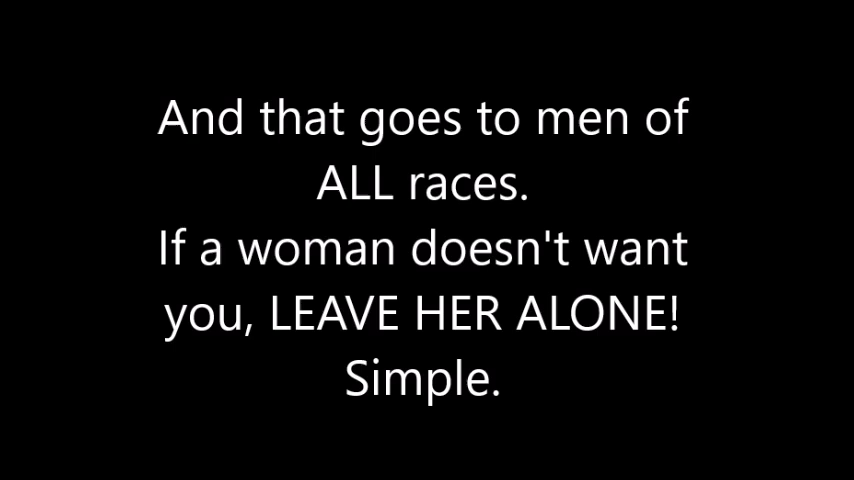 And that goes to men of
ALL races.
If a woman doesn't want
you, LEAVE HER ALONE!
Simple.